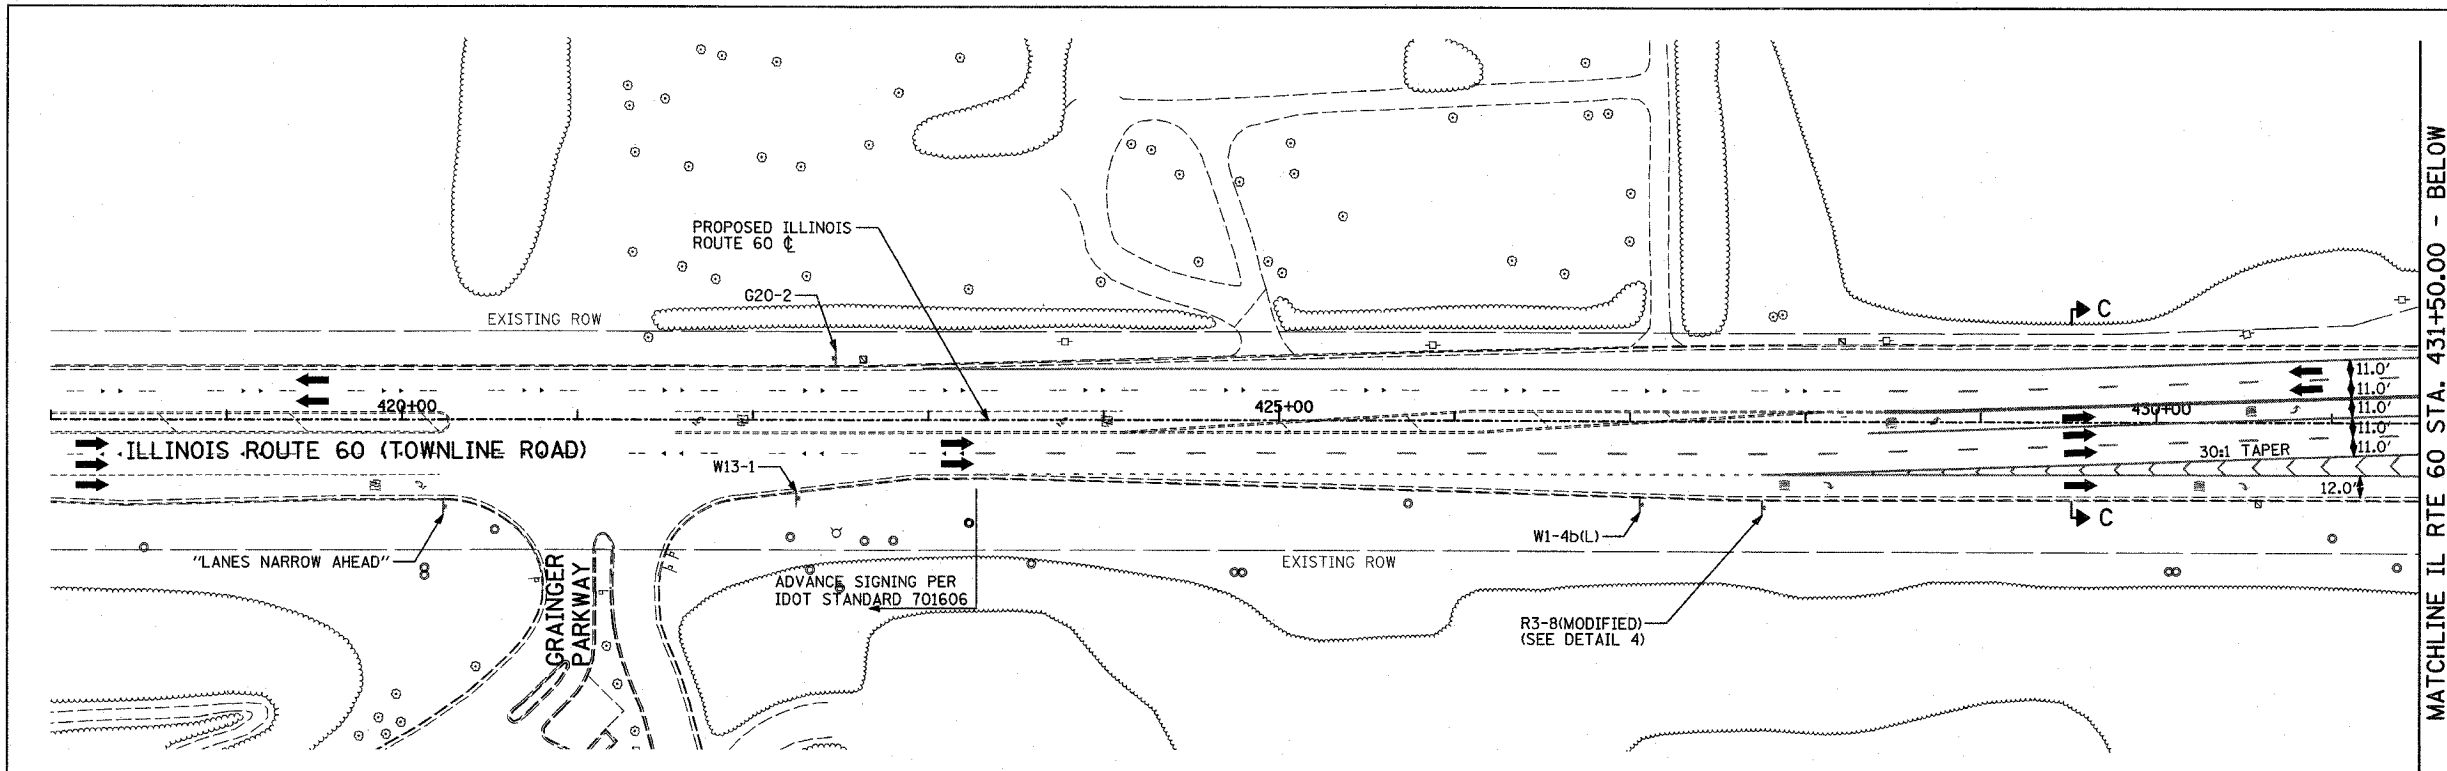 PROPOSED ILLINOIS
ROUTE 60 ℄
G20-2
EXISTING ROW
C
420+00
425+00
430+00
11.0'
11.0'
11.0'
11.0'
11.0'
ILLINOIS ROUTE 60 (TOWNLINE ROAD)
30:1 TAPER
12.0'
W13-1
C
W1-4b(L)
"LANES NARROW AHEAD"
EXISTING ROW
ADVANCE SIGNING PER
IDOT STANDARD 701606
GRAINGER
PARKWAY
R3-8(MODIFIED)
(SEE DETAIL 4)
MATCHLINE IL RTE 60 STA. 431+50.00 - BELOW